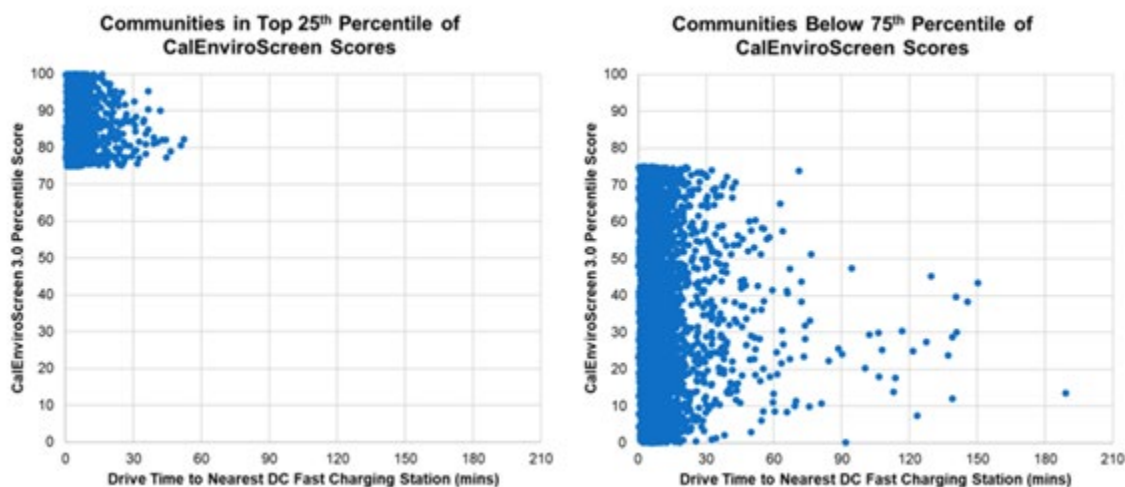 Communities in Top 25th Percentile of
CalEnviroScreen Scores
CalEnviroScreen 3.0 Percentile Score
100
90
80
70
60
50
40
30
20
10
0
0 30 60 90 120 150 180 210
Drive Time to Nearest DC Fast Charging Station (mins)
Communities Below 75th Percentile of
CalEnviroScreen Scores
CalEnviroScreen 3.0 Percentile Score
100
90
80
70
60
50
40
30
20
10
0
0 30 60 90 120 150 180 210
Drive Time to Nearest DC Fast Charging Station (mins)